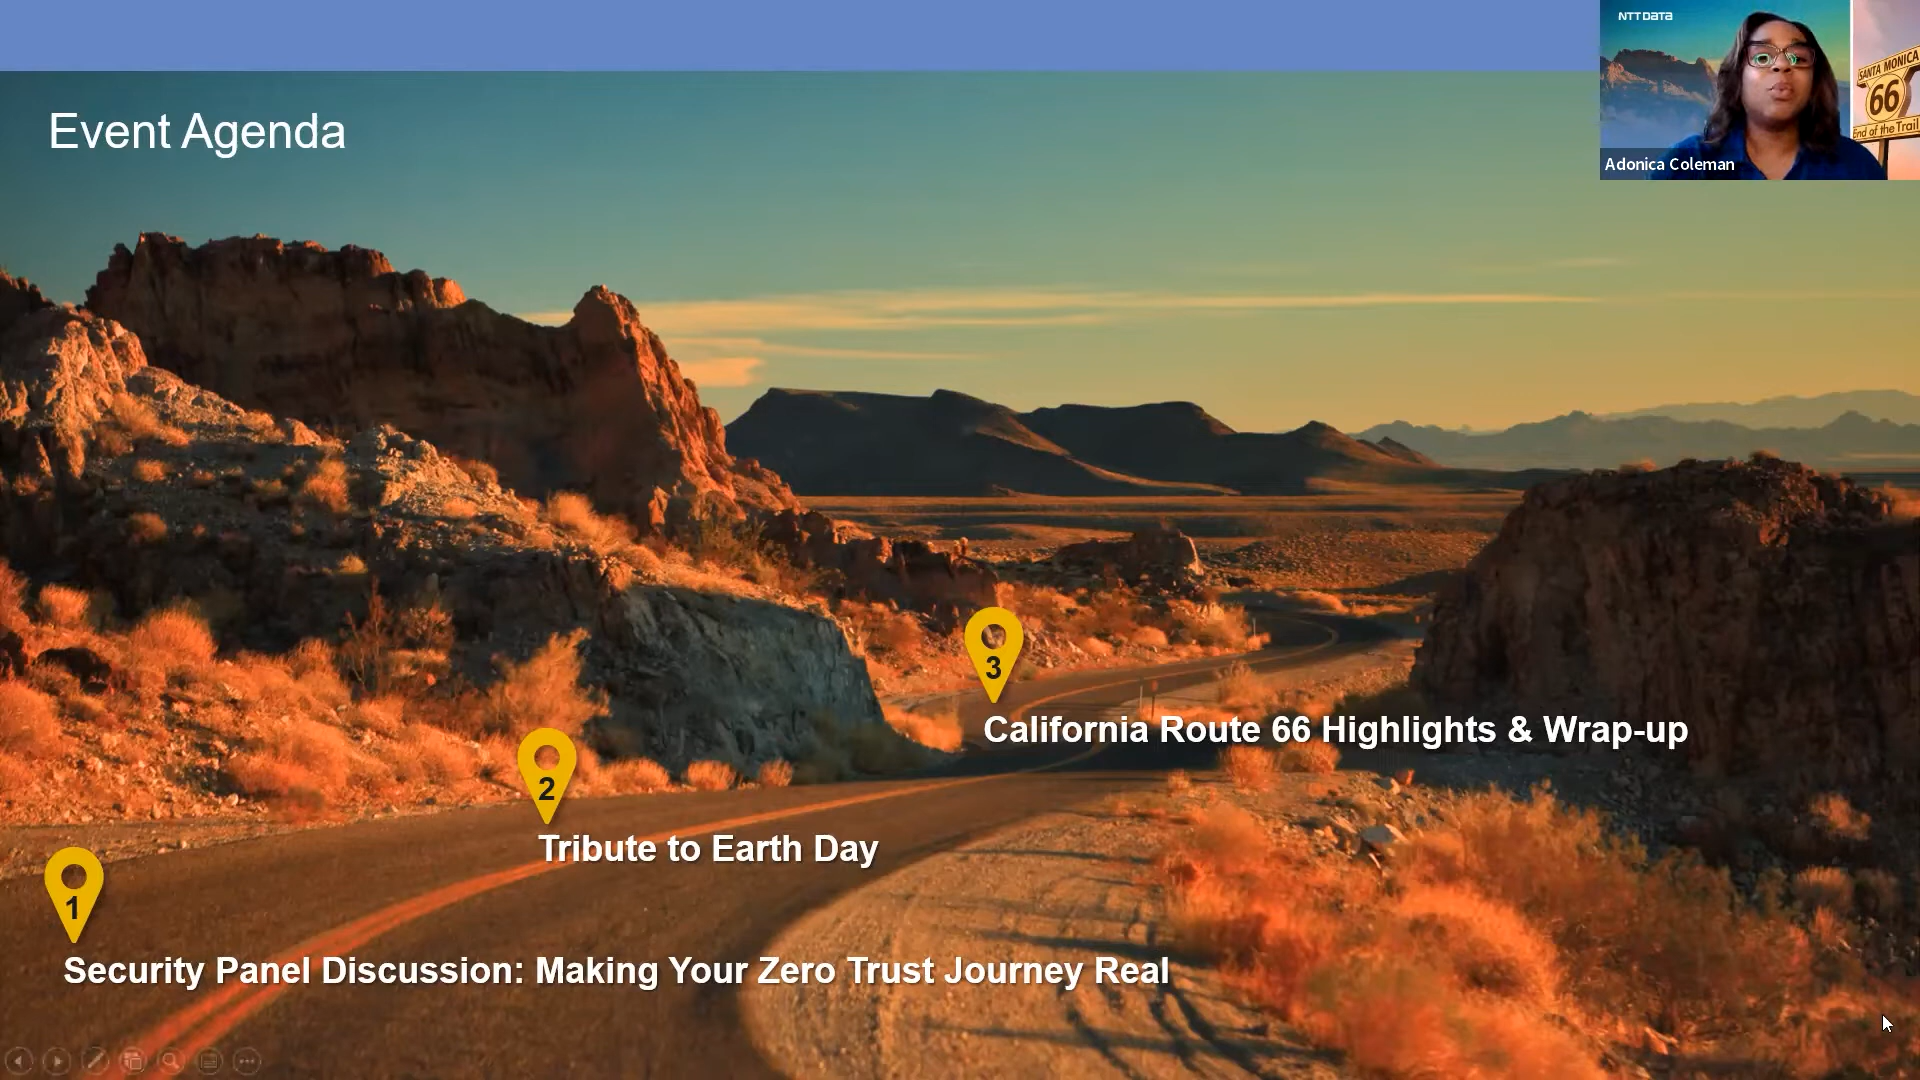 Event Agenda
NTT DATA
SANTA MONICA
66
End of the Trail
Adonica Coleman
3
California Route 66 Highlights & Wrap-up
2
Tribute to Earth Day
1
Security Panel Discussion: Making Your Zero Trust Journey Real